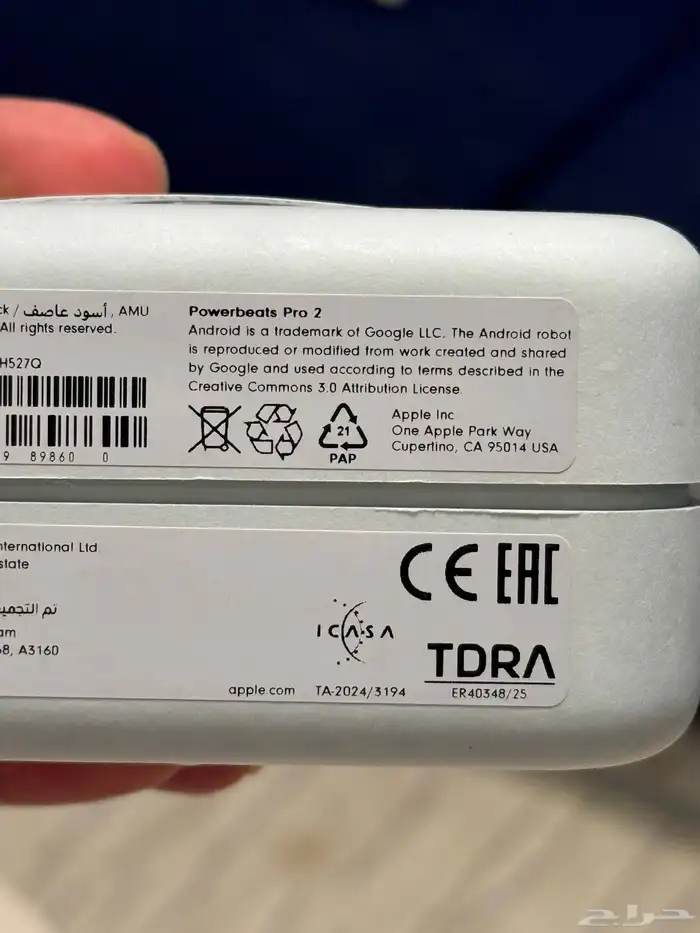 ck / أسود عاصف , AMU
All rights reserved.
H527Q
9 89860 0
Powerbeats Pro 2
Android is a trademark of Google LLC. The Android robot
is reproduced or modified from work created and shared
by Google and used according to terms described in the
Creative Commons 3.0 Attribution License.
21
PAP
Apple Inc
One Apple Park Way
Cupertino, CA 95014 USA
nternational Ltd.
state
تم التجميع
am
68, A3160
CE EAC
ICASA
TDRA
apple.com TA-2024/3194 ER40348/25
حراج